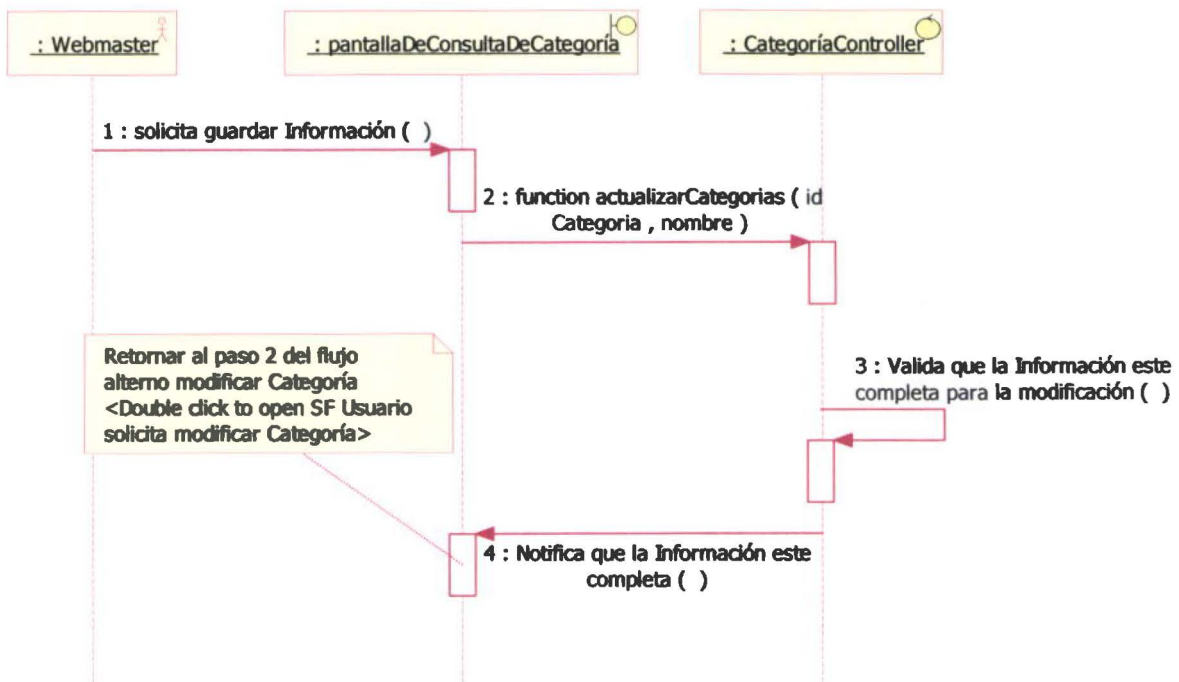 : Webmaster
: pantallaDeConsultaDeCategoría
: CategoríaController
1 : solicita guardar Información ( )
2 : function actualizarCategorias ( id
Categoria , nombre )
Retornar al paso 2 del flujo
alterno modificar Categoría
<Double click to open SF Usuario
solicita modificar Categoría>
3 : Valida que la Información este
completa para la modificación ( )
4 : Notifica que la Información este
completa ( )